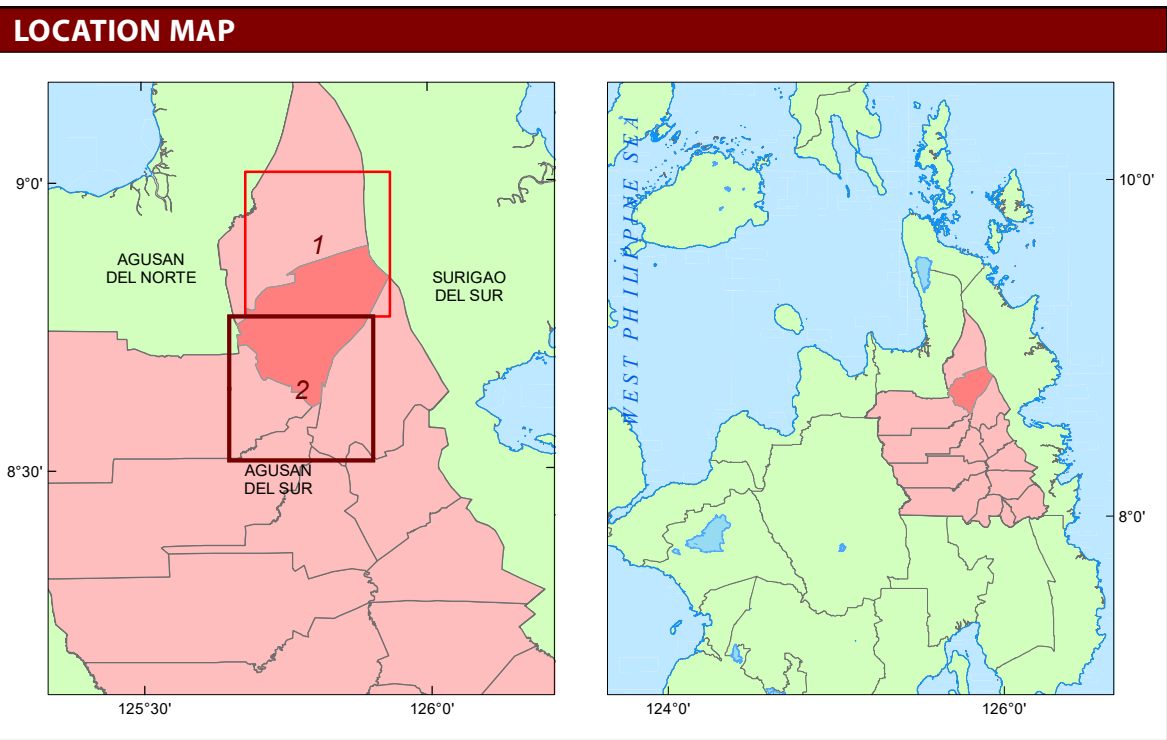 LOCATION MAP
9°0'
8°30'
125°30'
126°0'
AGUSAN
DEL NORTE
SURIGAO
DEL SUR
1
2
AGUSAN
DEL SUR
WEST PHILIPPINE SEA
10°0'
8°0'
124°0'
126°0'